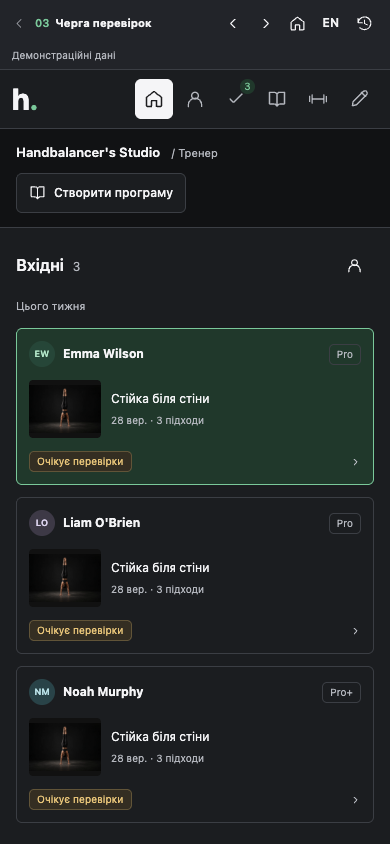 03 Черга перевірок
EN
Демонстраційні дані
h.
3
Handbalancer's Studio / Тренер
Створити програму
Вхідні 3
Цього тижня
EW Emma Wilson Pro
Стійка біля стіни
28 вер. · 3 підходи
Очікує перевірки
LO Liam O'Brien Pro
Стійка біля стіни
28 вер. · 3 підходи
Очікує перевірки
NM Noah Murphy Pro+
Стійка біля стіни
28 вер. · 3 підходи
Очікує перевірки